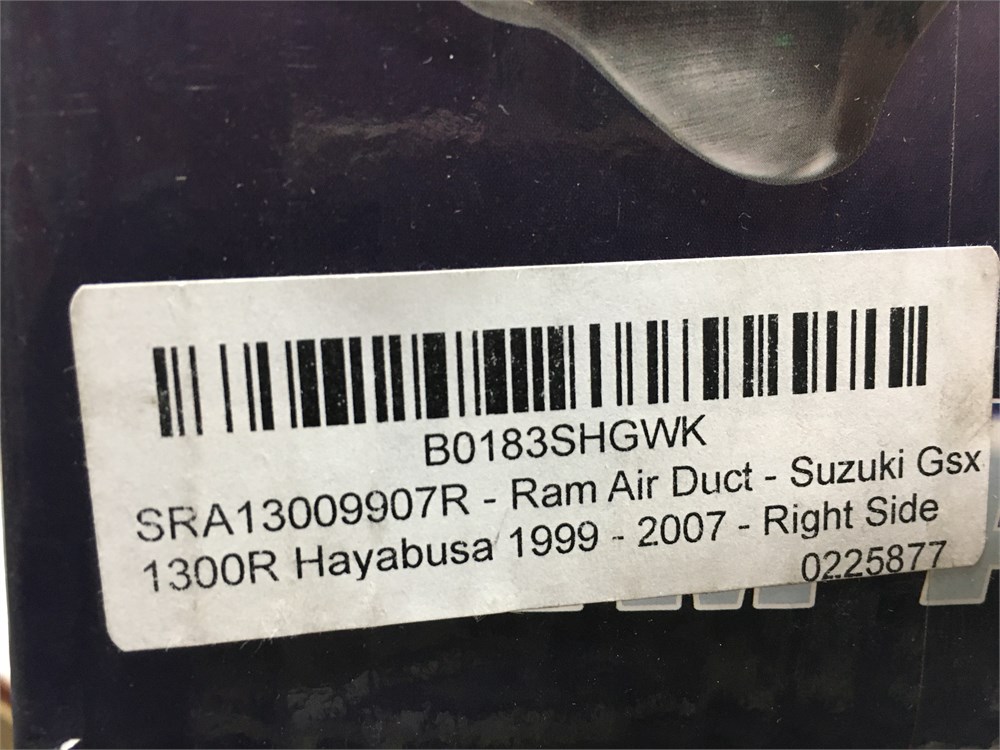 B0183SHGWK
SRA13009907R - Ram Air Duct - Suzuki Gsx
1300R Hayabusa 1999 - 2007 - Right Side
0225877